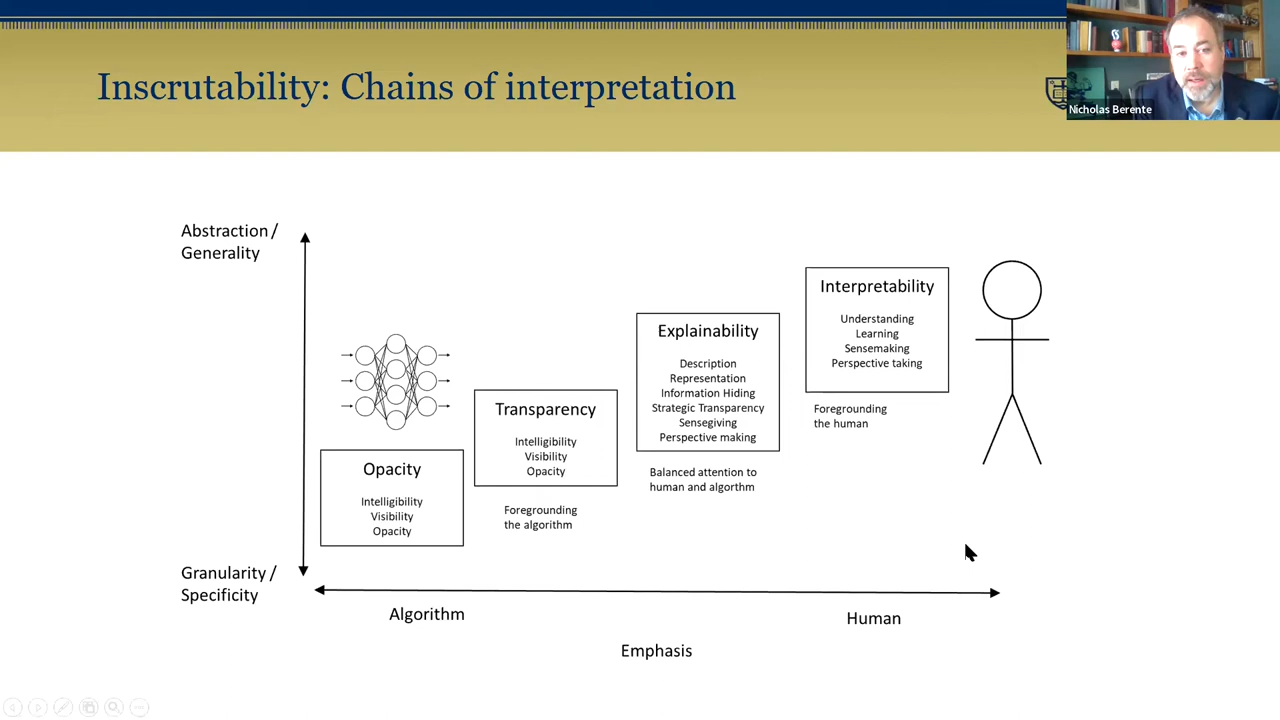 Inscrutability: Chains of interpretation
Nicholas Berente
Abstraction /
Generality
Opacity
Intelligibility
Visibility
Opacity
Transparency
Intelligibility
Visibility
Opacity
Foregrounding
the algorithm
Explainability
Description
Representation
Information Hiding
Strategic Transparency
Sensegiving
Perspective making
Balanced attention to
human and algorthm
Interpretability
Understanding
Learning
Sensemaking
Perspective taking
Foregrounding
the human
Granularity /
Specificity
Algorithm
Human
Emphasis